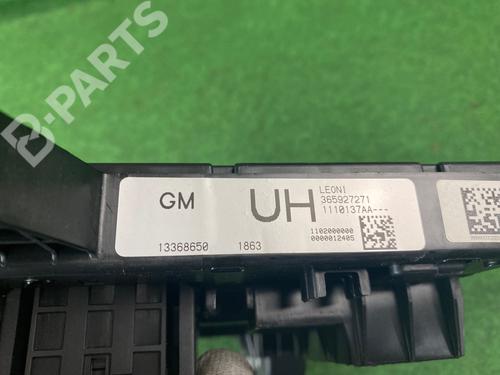 B-PARTS
GM
UH
LEONI
365927271
1110137AA---
1102000000
0000012405
13368650
1863